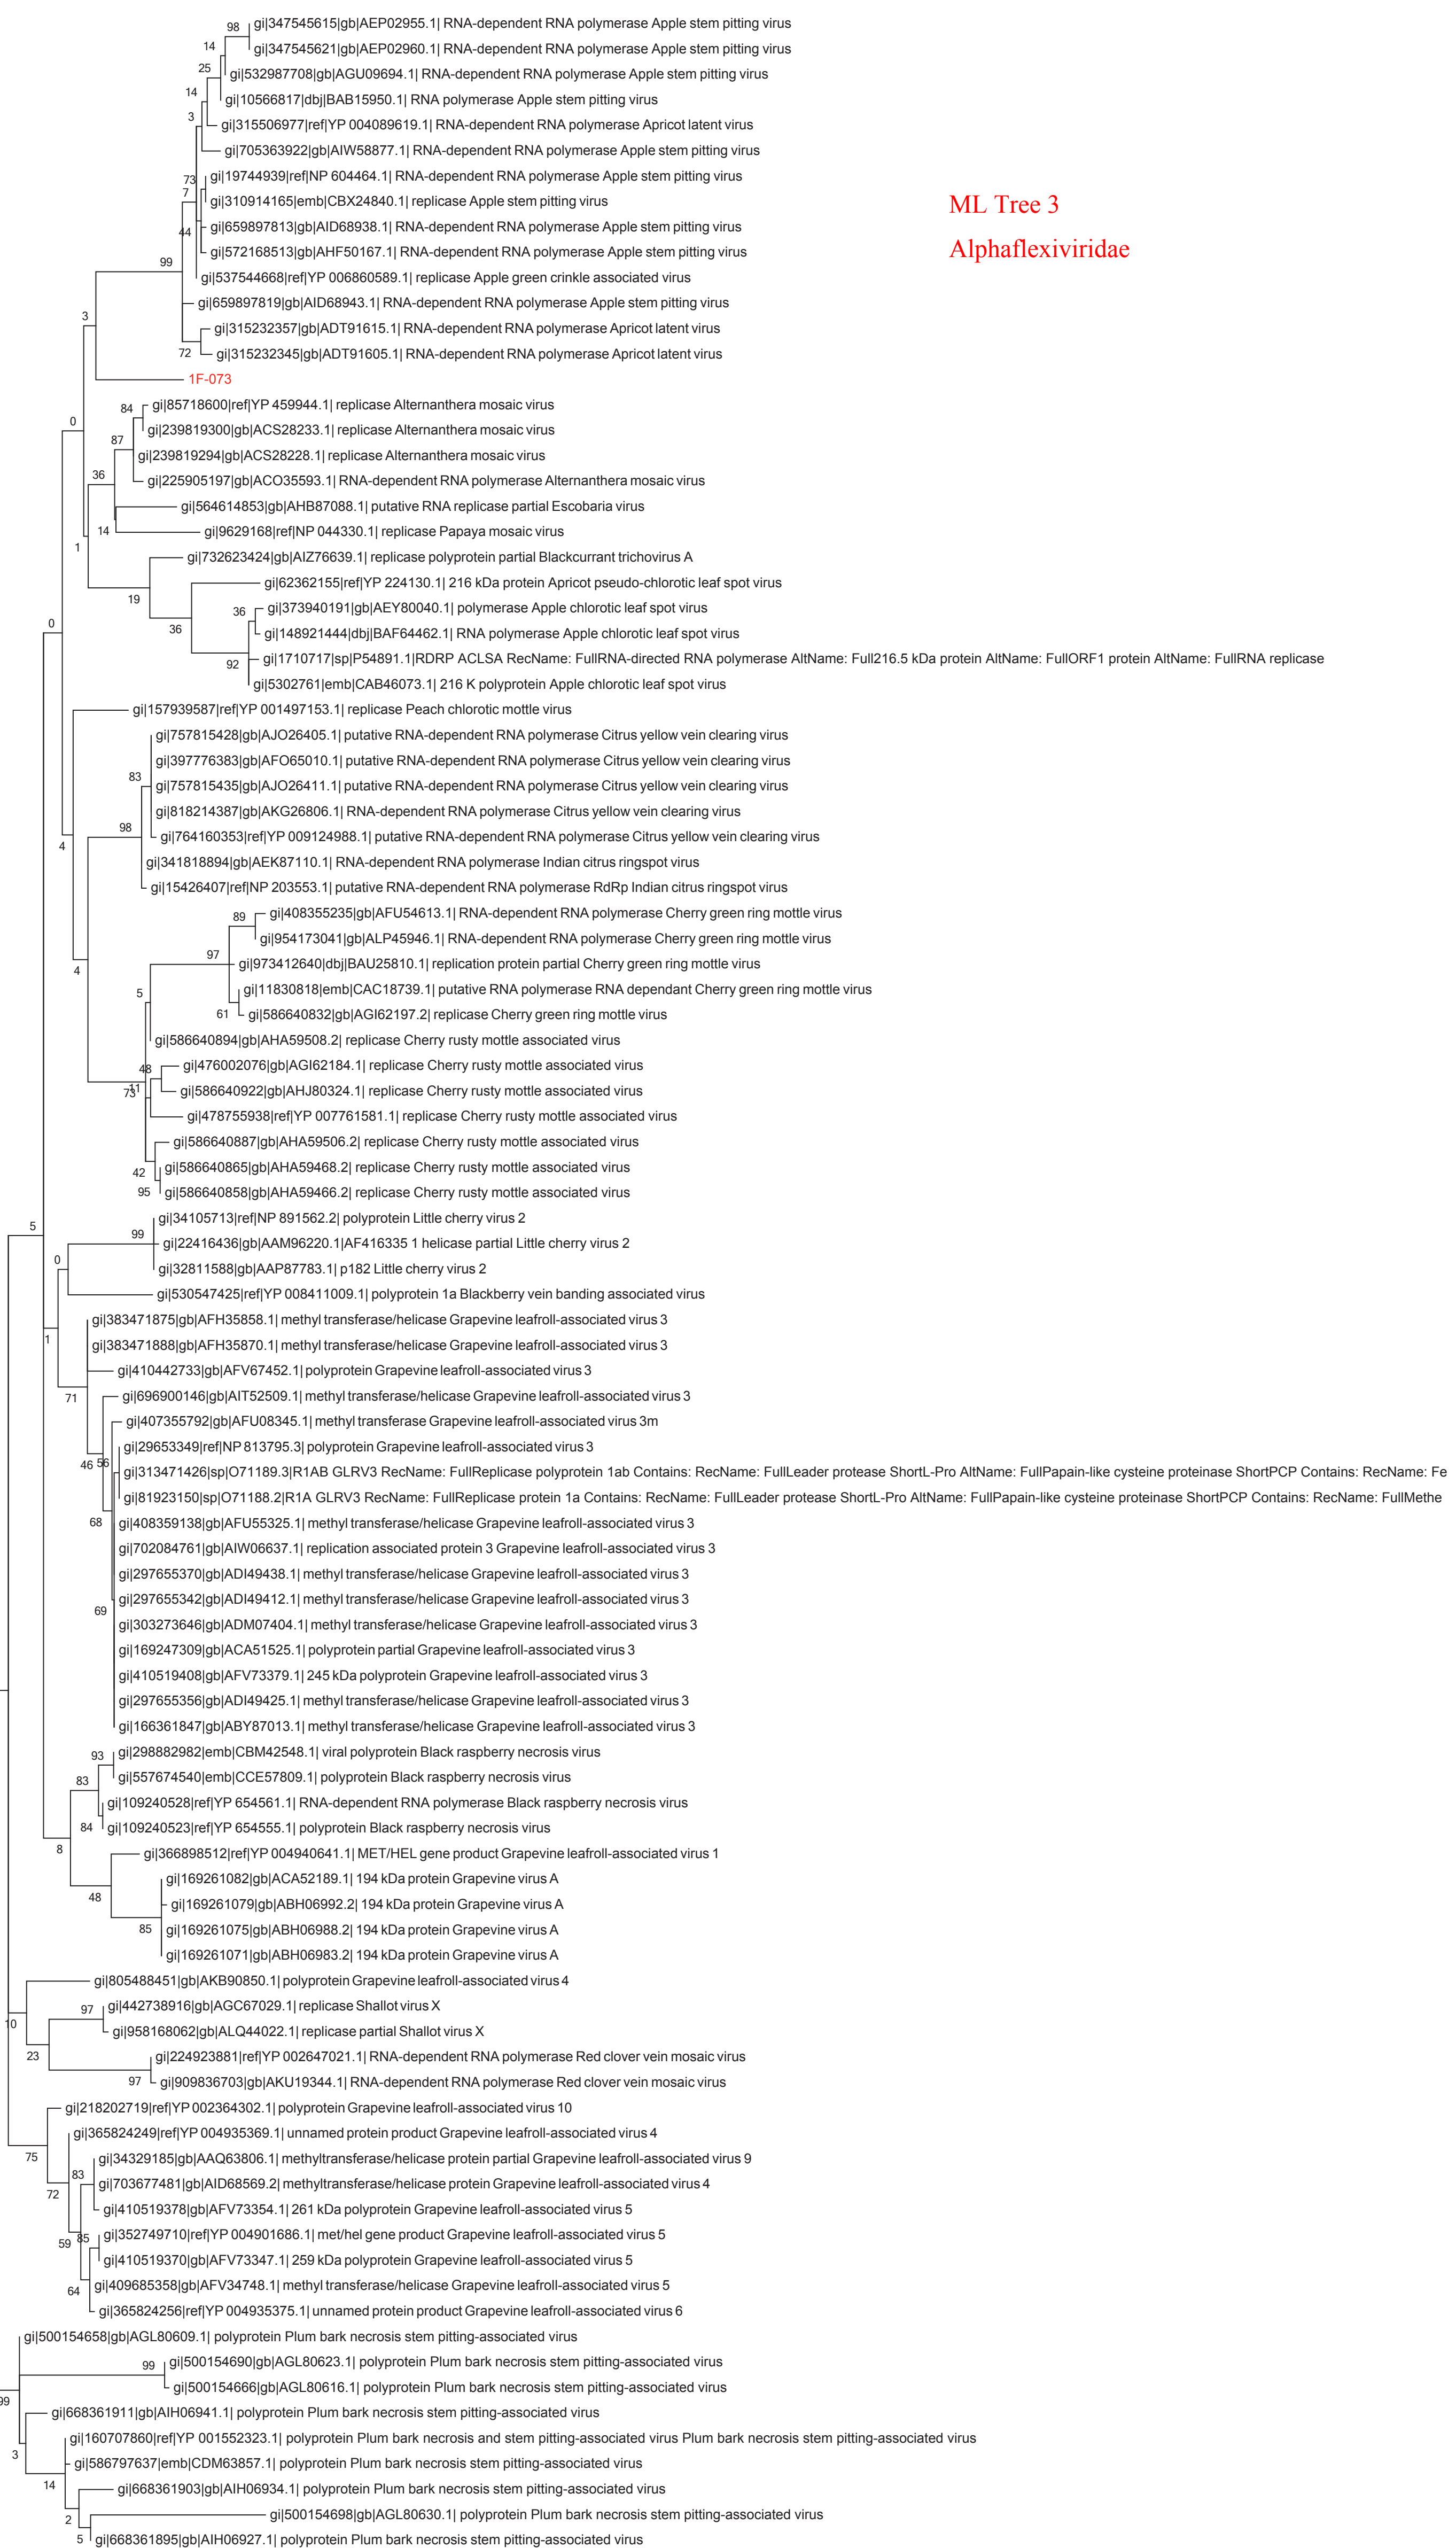 98
gi|347545615|gb|AEP02955.1| RNA-dependent RNA polymerase Apple stem pitting virus
gi|347545621|gb|AEP02960.1| RNA-dependent RNA polymerase Apple stem pitting virus
14
gi|532987708|gb|AGU09694.1| RNA-dependent RNA polymerase Apple stem pitting virus
25
gi|10566817|dbj|BAB15950.1| RNA polymerase Apple stem pitting virus
14
gi|315506977|ref|YP 004089619.1| RNA-dependent RNA polymerase Apricot latent virus
3
gi|705363922|gb|AIW58877.1| RNA-dependent RNA polymerase Apple stem pitting virus
73
gi|19744939|ref|NP 604464.1| RNA-dependent RNA polymerase Apple stem pitting virus
7
gi|310914165|emb|CBX24840.1| replicase Apple stem pitting virus
ML Tree 3
gi|659897813|gb|AID68938.1| RNA-dependent RNA polymerase Apple stem pitting virus
44
gi|572168513|gb|AHF50167.1| RNA-dependent RNA polymerase Apple stem pitting virus
Alphaflexiviridae
99
gi|537544668|ref|YP 006860589.1| replicase Apple green crinkle associated virus
gi|659897819|gb|AID68943.1| RNA-dependent RNA polymerase Apple stem pitting virus
3
gi|315232357|gb|ADT91615.1| RNA-dependent RNA polymerase Apricot latent virus
72
gi|315232345|gb|ADT91605.1| RNA-dependent RNA polymerase Apricot latent virus
1F-073
84
gi|85718600|ref|YP 459944.1| replicase Alternanthera mosaic virus
0
gi|239819300|gb|ACS28233.1| replicase Alternanthera mosaic virus
87
gi|239819294|gb|ACS28228.1| replicase Alternanthera mosaic virus
36
gi|225905197|gb|ACO35593.1| RNA-dependent RNA polymerase Alternanthera mosaic virus
gi|564614853|gb|AHB87088.1| putative RNA replicase partial Escobaria virus
14
gi|9629168|ref|NP 044330.1| replicase Papaya mosaic virus
1
gi|732623424|gb|AIZ76639.1| replicase polyprotein partial Blackcurrant trichovirus A
gi|62362155|ref|YP 224130.1| 216 kDa protein Apricot pseudo-chlorotic leaf spot virus
19
36
gi|373940191|gb|AEY80040.1| polymerase Apple chlorotic leaf spot virus
0
36
gi|148921444|dbj|BAF64462.1| RNA polymerase Apple chlorotic leaf spot virus
92
gi|1710717|sp|P54891.1|RDRP ACLSA RecName: FullRNA-directed RNA polymerase AltName: Full216.5 kDa protein AltName: FullORF1 protein AltName: FullRNA replicase
gi|5302761|emb|CAB46073.1| 216 K polyprotein Apple chlorotic leaf spot virus
gi|157939587|ref|YP 001497153.1| replicase Peach chlorotic mottle virus
gi|757815428|gb|AJO26405.1| putative RNA-dependent RNA polymerase Citrus yellow vein clearing virus
gi|397776383|gb|AFO65010.1| putative RNA-dependent RNA polymerase Citrus yellow vein clearing virus
83
gi|757815435|gb|AJO26411.1| putative RNA-dependent RNA polymerase Citrus yellow vein clearing virus
gi|818214387|gb|AKG26806.1| RNA-dependent RNA polymerase Citrus yellow vein clearing virus
98
gi|764160353|ref|YP 009124988.1| putative RNA-dependent RNA polymerase Citrus yellow vein clearing virus
4
gi|341818894|gb|AEK87110.1| RNA-dependent RNA polymerase Indian citrus ringspot virus
gi|15426407|ref|NP 203553.1| putative RNA-dependent RNA polymerase RdRp Indian citrus ringspot virus
89
gi|408355235|gb|AFU54613.1| RNA-dependent RNA polymerase Cherry green ring mottle virus
gi|954173041|gb|ALP45946.1| RNA-dependent RNA polymerase Cherry green ring mottle virus
97
gi|973412640|dbj|BAU25810.1| replication protein partial Cherry green ring mottle virus
4
5
gi|11830818|emb|CAC18739.1| putative RNA polymerase RNA dependant Cherry green ring mottle virus
61
gi|586640832|gb|AGI62197.2| replicase Cherry green ring mottle virus
gi|586640894|gb|AHA59508.2| replicase Cherry rusty mottle associated virus
48
gi|476002076|gb|AGI62184.1| replicase Cherry rusty mottle associated virus
11
73
gi|586640922|gb|AHJ80324.1| replicase Cherry rusty mottle associated virus
gi|478755938|ref|YP 007761581.1| replicase Cherry rusty mottle associated virus
gi|586640887|gb|AHA59506.2| replicase Cherry rusty mottle associated virus
42
gi|586640865|gb|AHA59468.2| replicase Cherry rusty mottle associated virus
95
gi|586640858|gb|AHA59466.2| replicase Cherry rusty mottle associated virus
5
gi|34105713|ref|NP 891562.2| polyprotein Little cherry virus 2
99
gi|22416436|gb|AAM96220.1|AF416335 1 helicase partial Little cherry virus 2
0
gi|32811588|gb|AAP87783.1| p182 Little cherry virus 2
gi|530547425|ref|YP 008411009.1| polyprotein 1a Blackberry vein banding associated virus
1
gi|383471875|gb|AFH35858.1| methyl transferase/helicase Grapevine leafroll-associated virus 3
gi|383471888|gb|AFH35870.1| methyl transferase/helicase Grapevine leafroll-associated virus 3
gi|410442733|gb|AFV67452.1| polyprotein Grapevine leafroll-associated virus 3
71
gi|696900146|gb|AIT52509.1| methyl transferase/helicase Grapevine leafroll-associated virus 3
gi|407355792|gb|AFU08345.1| methyl transferase Grapevine leafroll-associated virus 3m
gi|29653349|ref|NP 813795.3| polyprotein Grapevine leafroll-associated virus 3
46
56
gi|313471426|sp|O71189.3|R1AB GLRV3 RecName: FullReplicase polyprotein 1ab Contains: RecName: FullLeader protease ShortL-Pro AltName: FullPapain-like cysteine proteinase ShortPCP Contains: RecName: Fe
gi|81923150|sp|O71188.2|R1A GLRV3 RecName: FullReplicase protein 1a Contains: RecName: FullLeader protease ShortL-Pro AltName: FullPapain-like cysteine proteinase ShortPCP Contains: RecName: FullMethe
68
gi|408359138|gb|AFU55325.1| methyl transferase/helicase Grapevine leafroll-associated virus 3
gi|702084761|gb|AIW06637.1| replication associated protein 3 Grapevine leafroll-associated virus 3
gi|297655370|gb|ADI49438.1| methyl transferase/helicase Grapevine leafroll-associated virus 3
gi|297655342|gb|ADI49412.1| methyl transferase/helicase Grapevine leafroll-associated virus 3
69
gi|303273646|gb|ADM07404.1| methyl transferase/helicase Grapevine leafroll-associated virus 3
gi|169247309|gb|ACA51525.1| polyprotein partial Grapevine leafroll-associated virus 3
gi|410519408|gb|AFV73379.1| 245 kDa polyprotein Grapevine leafroll-associated virus 3
gi|297655356|gb|ADI49425.1| methyl transferase/helicase Grapevine leafroll-associated virus 3
gi|166361847|gb|ABY87013.1| methyl transferase/helicase Grapevine leafroll-associated virus 3
93
gi|298882982|emb|CBM42548.1| viral polyprotein Black raspberry necrosis virus
83
gi|557674540|emb|CCE57809.1| polyprotein Black raspberry necrosis virus
gi|109240528|ref|YP 654561.1| RNA-dependent RNA polymerase Black raspberry necrosis virus
84
gi|109240523|ref|YP 654555.1| polyprotein Black raspberry necrosis virus
8
gi|366898512|ref|YP 004940641.1| MET/HEL gene product Grapevine leafroll-associated virus 1
gi|169261082|gb|ACA52189.1| 194 kDa protein Grapevine virus A
48
gi|169261079|gb|ABH06992.2| 194 kDa protein Grapevine virus A
85
gi|169261075|gb|ABH06988.2| 194 kDa protein Grapevine virus A
gi|169261071|gb|ABH06983.2| 194 kDa protein Grapevine virus A
gi|805488451|gb|AKB90850.1| polyprotein Grapevine leafroll-associated virus 4
97
gi|442738916|gb|AGC67029.1| replicase Shallot virus X
10
gi|958168062|gb|ALQ44022.1| replicase partial Shallot virus X
23
gi|224923881|ref|YP 002647021.1| RNA-dependent RNA polymerase Red clover vein mosaic virus
97
gi|909836703|gb|AKU19344.1| RNA-dependent RNA polymerase Red clover vein mosaic virus
gi|218202719|ref|YP 002364302.1| polyprotein Grapevine leafroll-associated virus 10
gi|365824249|ref|YP 004935369.1| unnamed protein product Grapevine leafroll-associated virus 4
75
gi|34329185|gb|AAQ63806.1| methyltransferase/helicase protein partial Grapevine leafroll-associated virus 9
83
gi|703677481|gb|AID68569.2| methyltransferase/helicase protein Grapevine leafroll-associated virus 4
72
gi|410519378|gb|AFV73354.1| 261 kDa polyprotein Grapevine leafroll-associated virus 5
85
gi|352749710|ref|YP 004901686.1| met/hel gene product Grapevine leafroll-associated virus 5
59
gi|410519370|gb|AFV73347.1| 259 kDa polyprotein Grapevine leafroll-associated virus 5
64
gi|409685358|gb|AFV34748.1| methyl transferase/helicase Grapevine leafroll-associated virus 5
gi|365824256|ref|YP 004935375.1| unnamed protein product Grapevine leafroll-associated virus 6
gi|500154658|gb|AGL80609.1| polyprotein Plum bark necrosis stem pitting-associated virus
99
gi|500154690|gb|AGL80623.1| polyprotein Plum bark necrosis stem pitting-associated virus
gi|500154666|gb|AGL80616.1| polyprotein Plum bark necrosis stem pitting-associated virus
99
gi|668361911|gb|AIH06941.1| polyprotein Plum bark necrosis stem pitting-associated virus
gi|160707860|ref|YP 001552323.1| polyprotein Plum bark necrosis and stem pitting-associated virus Plum bark necrosis stem pitting-associated virus
3
gi|586797637|emb|CDM63857.1| polyprotein Plum bark necrosis stem pitting-associated virus
14
gi|668361903|gb|AIH06934.1| polyprotein Plum bark necrosis stem pitting-associated virus
gi|500154698|gb|AGL80630.1| polyprotein Plum bark necrosis stem pitting-associated virus
2
5
gi|668361895|gb|AIH06927.1| polyprotein Plum bark necrosis stem pitting-associated virus